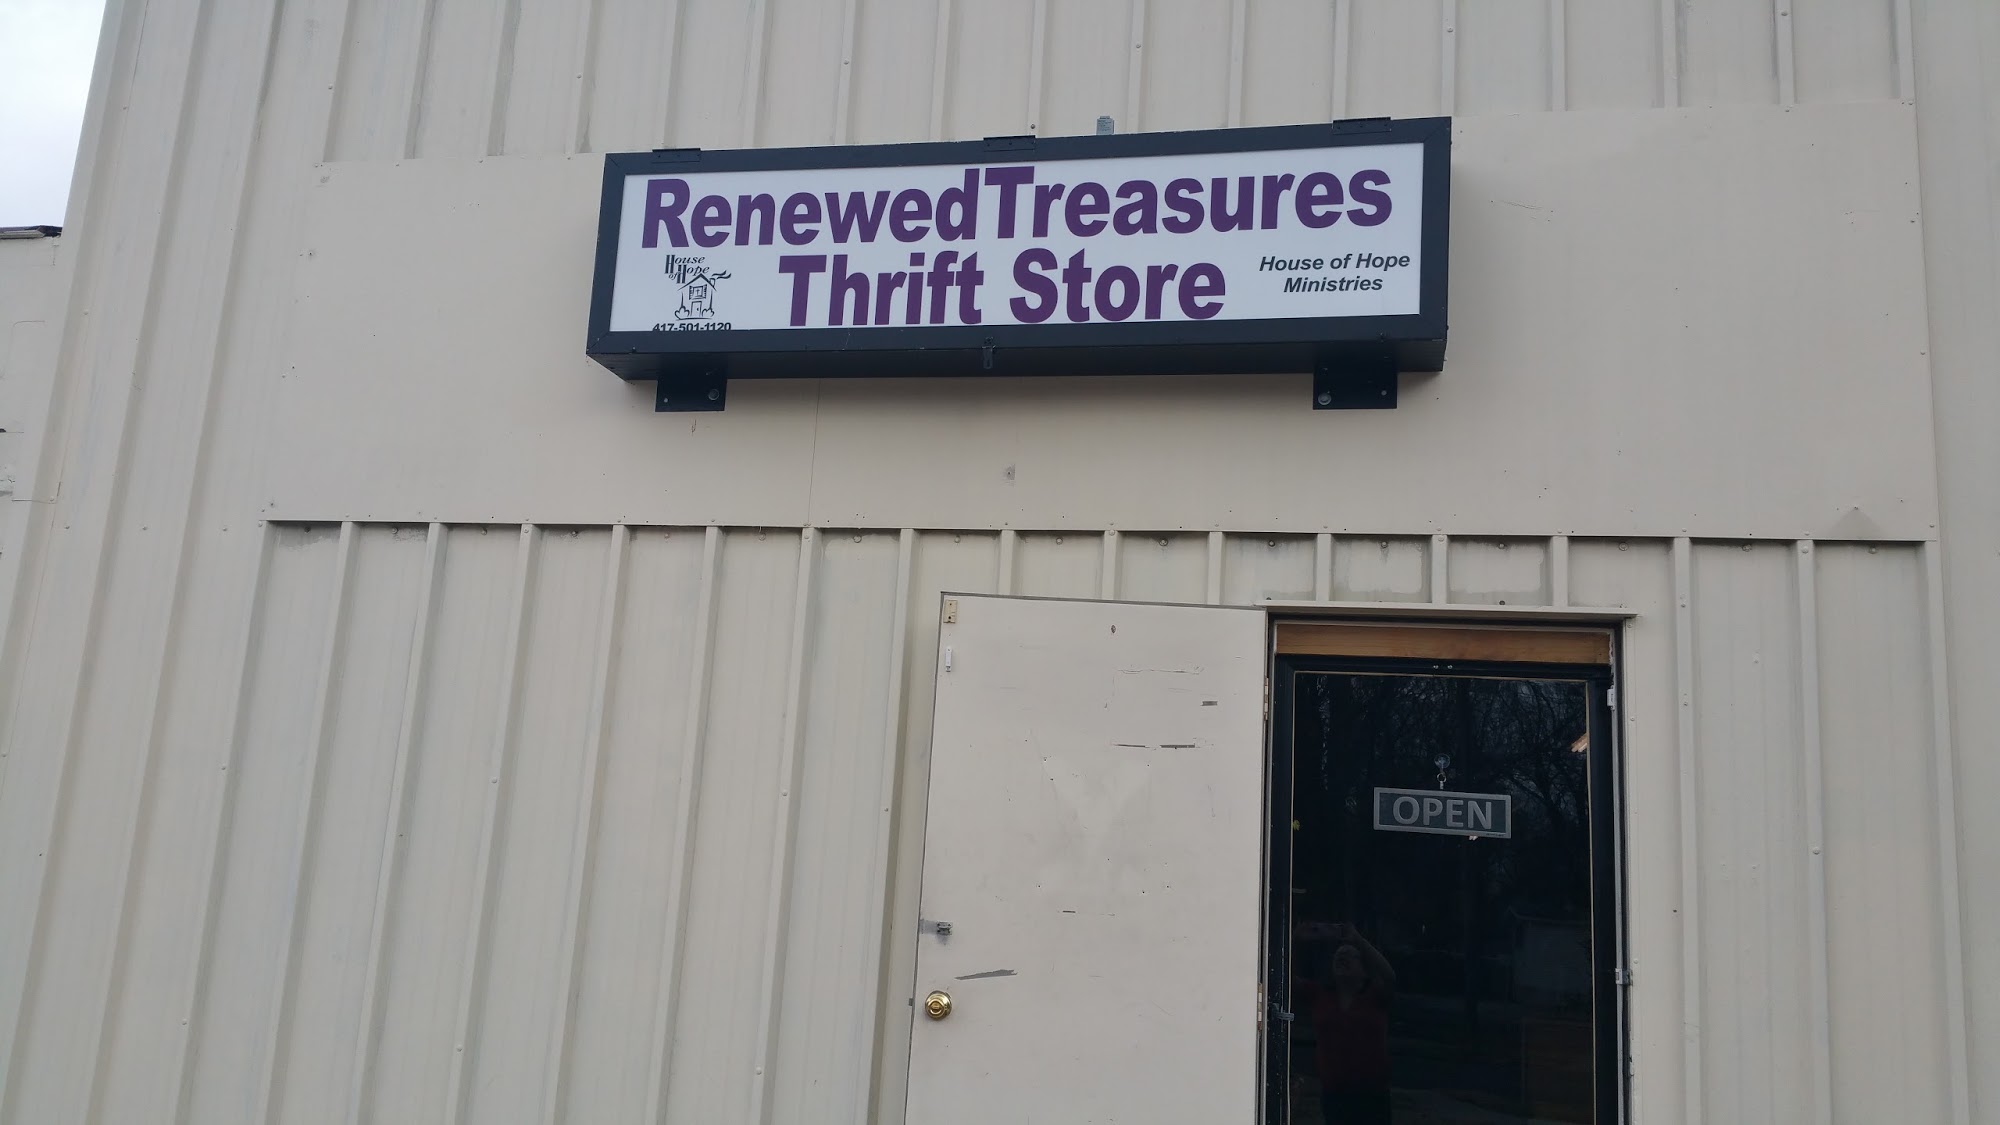 RenewedTreasures
Thrift Store
House
of Hope
417-501-1120
House of Hope
Ministries
OPEN